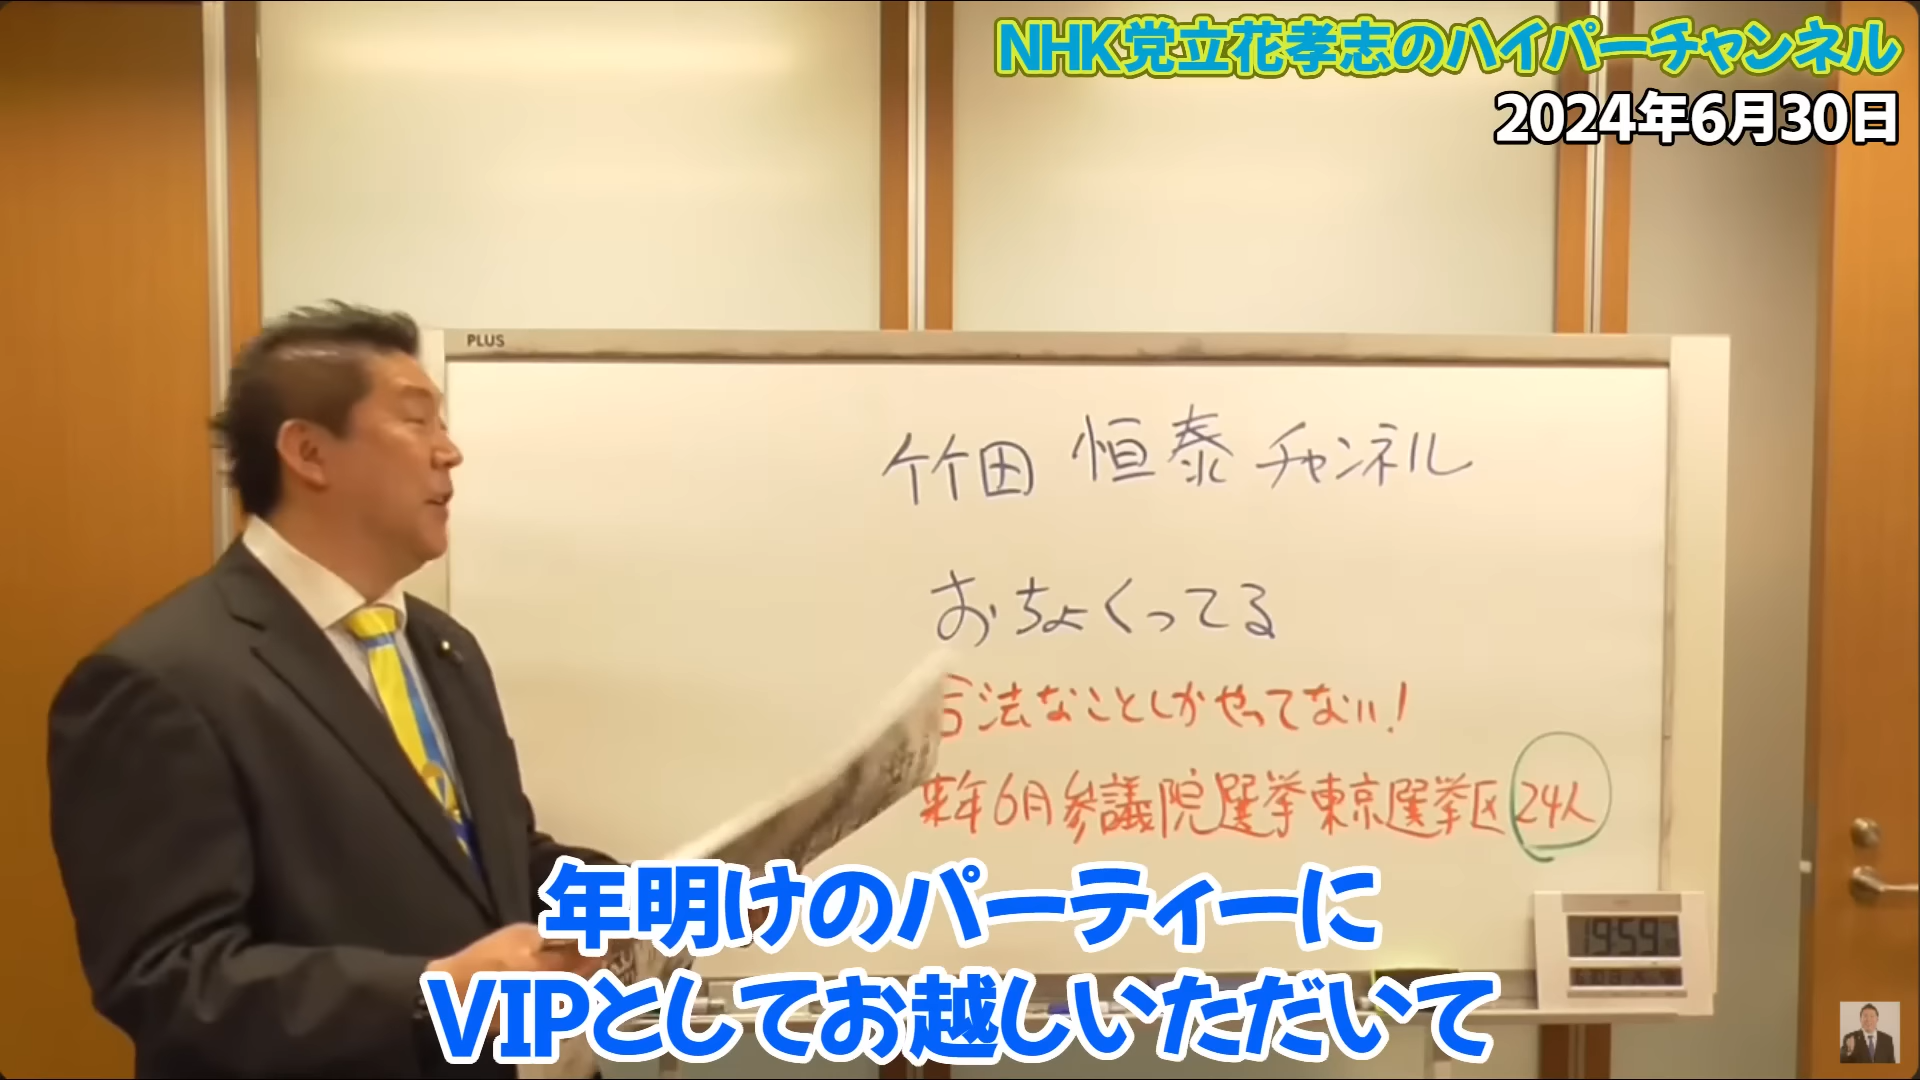 NHK党立花孝志のハイパーチャンネル
2024年6月30日
PLUS
竹田 恒泰チャンネル
おちょくってる
合法なことしかやってない!
来年6月参議院選挙東京選挙区 24人
19:59
年明けのパーティーに
VIPとしてお越しいただいて